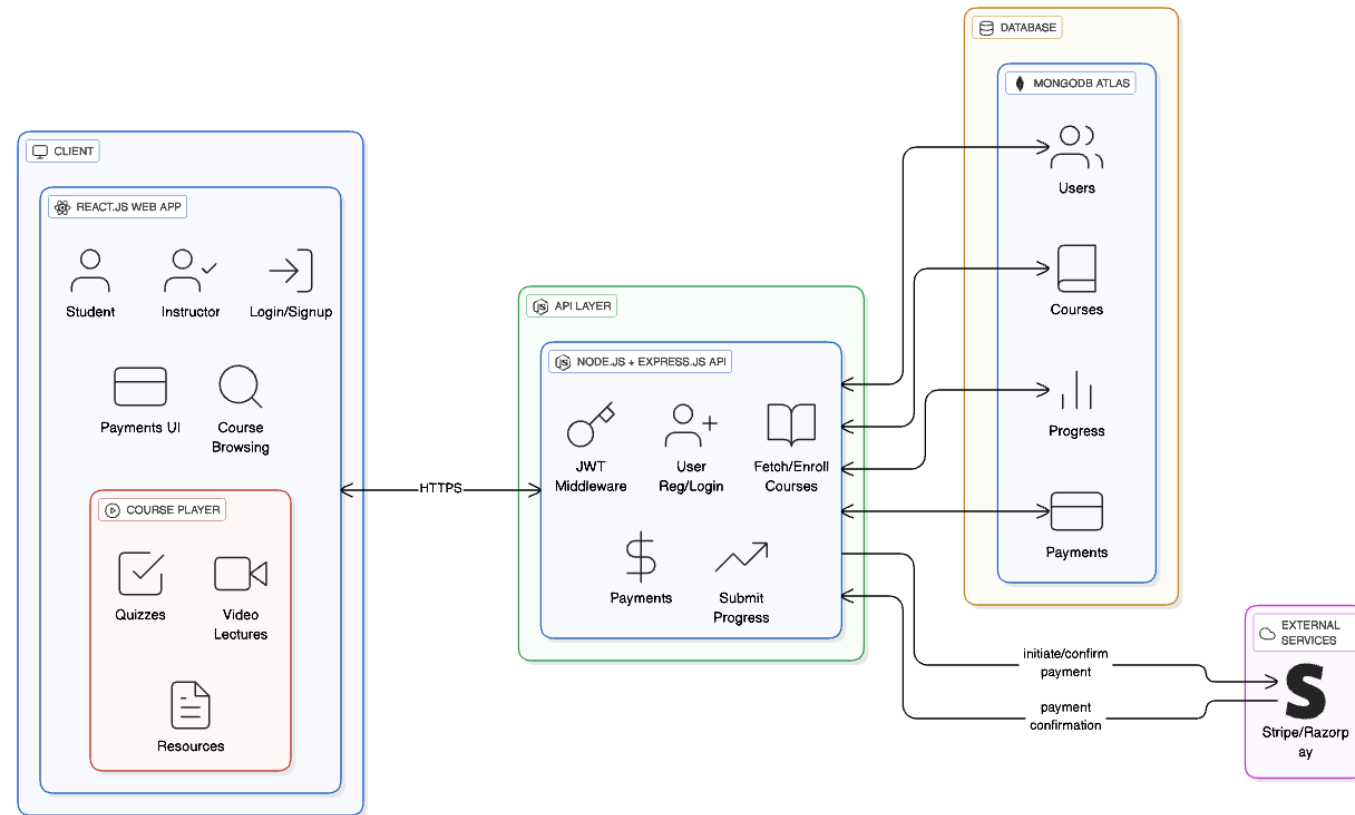 DATABASE
MONGODB ATLAS
Users
Courses
Progress
Payments
CLIENT
REACT.JS WEB APP
Student
Instructor
Login/Signup
Payments UI
Course
Browsing
COURSE PLAYER
Quizzes
Video
Lectures
Resources
HTTPS
API LAYER
NODE.JS + EXPRESS.JS API
JWT
Middleware
User
Reg/Login
Fetch/Enroll
Courses
Payments
Submit
Progress
initiate/confirm
payment
payment
confirmation
EXTERNAL
SERVICES
Stripe/Razorp
ay